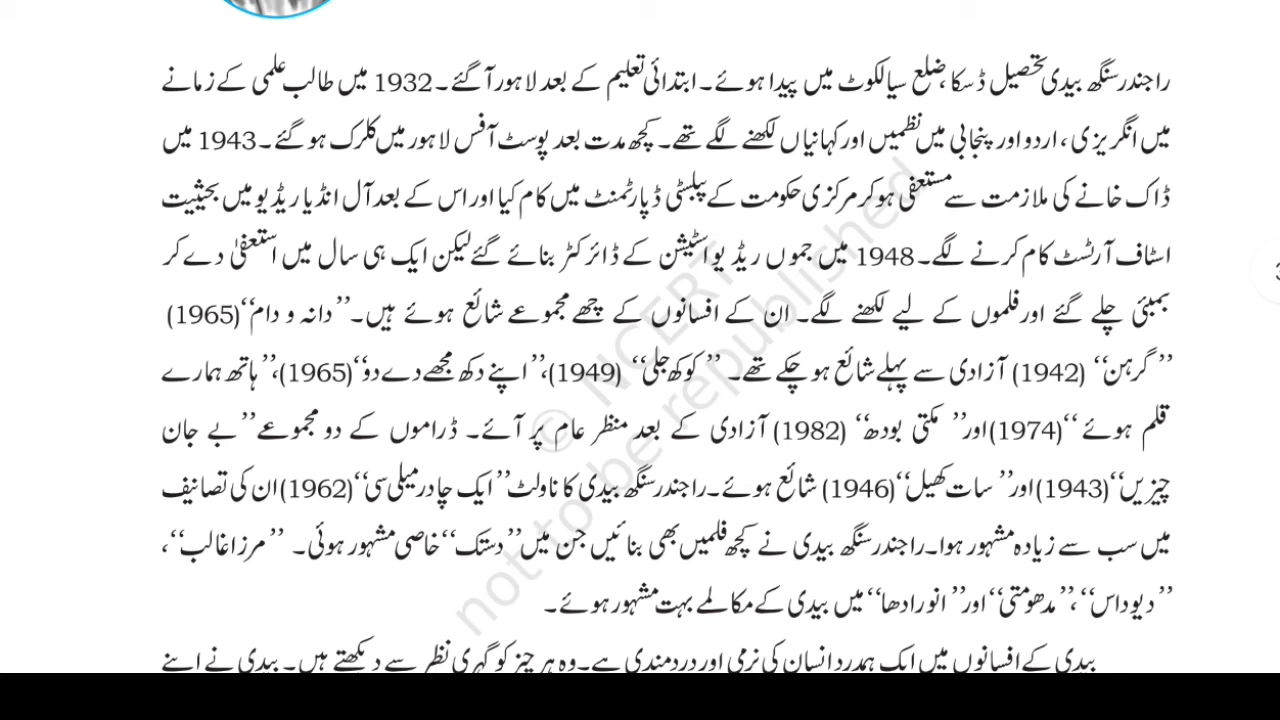 راجندر سنگھ بیدی تحصیل ڈسکا، ضلع سیالکوٹ میں پیدا ہوئے۔ ابتدائی تعلیم کے بعد لاہور آ گئے۔ 1932 میں طالب علمی کے زمانے
میں انگریزی، اردو اور پنجابی میں نظمیں اور کہانیاں لکھنے لگے تھے۔ کچھ مدت بعد پوسٹ آفس لاہور میں کلرک ہو گئے۔ 1943 میں
ڈاک خانے کی ملازمت سے مستعفی ہو کر مرکزی حکومت کے پبلسٹی ڈپارٹمنٹ میں کام کیا اور اس کے بعد آل انڈیا ریڈیو میں بحیثیت
اسٹاف آرٹسٹ کام کرنے لگے۔ 1948 میں جموں ریڈیو اسٹیشن کے ڈائرکٹر بنائے گئے لیکن ایک ہی سال میں استعفیٰ دے کر
بمبئی چلے گئے اور فلموں کے لیے لکھنے لگے۔ ان کے افسانوں کے چھے مجموعے شائع ہوئے ہیں۔ ”دانہ و دام“ (1965)
”گرہن“ (1942) آزادی سے پہلے شائع ہو چکے تھے۔ ”کوکھ جلی“ (1949)، ”اپنے دکھ مجھے دے دو“ (1965)، ”ہاتھ ہمارے
قلم ہوئے“ (1974) اور ”مکتی بودھ“ (1982) آزادی کے بعد منظر عام پر آئے۔ ڈراموں کے دو مجموعے ”بے جان
چیزیں“ (1943) اور ”سات کھیل“ (1946) شائع ہوئے۔ راجندر سنگھ بیدی کا ناولٹ ”ایک چادر میلی سی“ (1962) ان کی تصانیف
میں سب سے زیادہ مشہور ہوا۔ راجندر سنگھ بیدی نے کچھ فلمیں بھی بنائیں جن میں ”دستک“ خاصی مشہور ہوئی۔ ”مرزا غالب“،
”دیوداس“، ”مدھومتی“ اور ”انورادھا“ میں بیدی کے مکالمے بہت مشہور ہوئے۔
بیدی کے افسانوں میں ایک ہمدرد انسان کی نرمی اور دردمندی ہے۔ وہ ہر چیز کو گہری نظر سے دیکھتے ہیں۔ بیدی نے اپنے
© NCERT
not to be republished